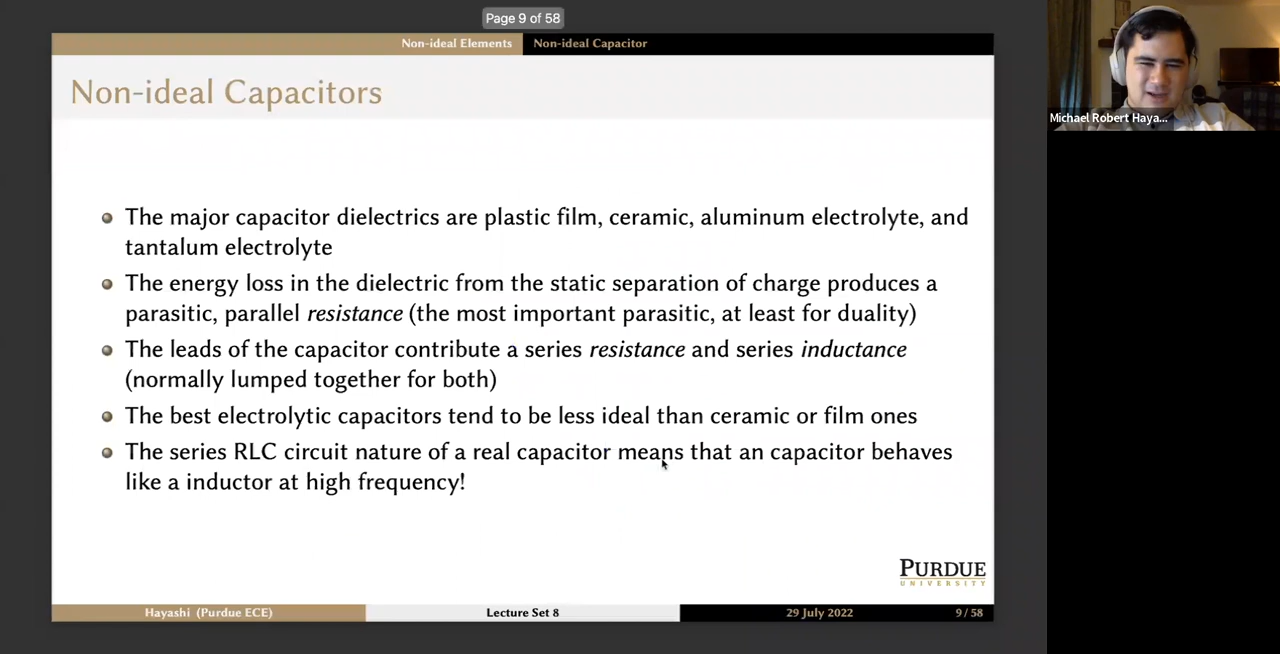 Page 9 of 58
Non-ideal Elements Non-ideal Capacitor
Non-ideal Capacitors
The major capacitor dielectrics are plastic film, ceramic, aluminum electrolyte, and
tantalum electrolyte
The energy loss in the dielectric from the static separation of charge produces a
parasitic, parallel resistance (the most important parasitic, at least for duality)
The leads of the capacitor contribute a series resistance and series inductance
(normally lumped together for both)
The best electrolytic capacitors tend to be less ideal than ceramic or film ones
The series RLC circuit nature of a real capacitor means that an capacitor behaves
like a inductor at high frequency!
PURDUE
UNIVERSITY
Hayashi (Purdue ECE) Lecture Set 8 29 July 2022 9 / 58
Michael Robert Haya...